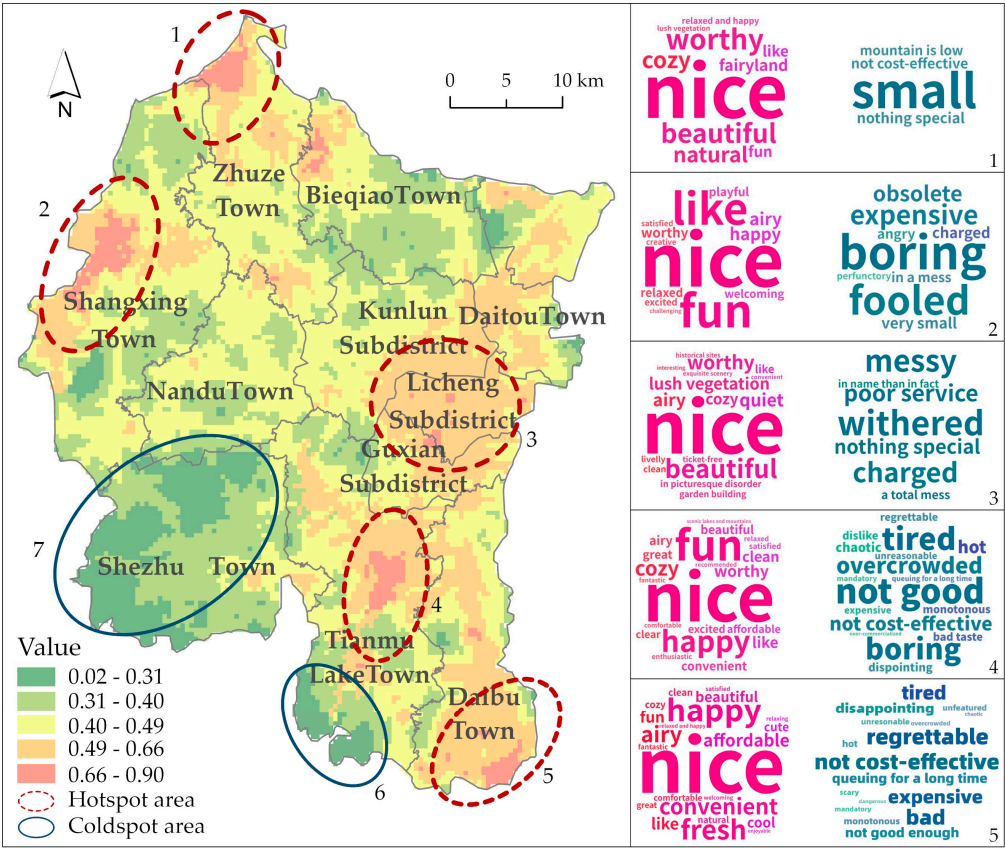 1
N
0 5 10 km
Zhuze
Town
BieqiaoTown
2
Shangxing
Town
Kunlun
Subdistrict
DaitouTown
NanduTown
Licheng
Subdistrict
3
Guxian
Subdistrict
7
Shezhu Town
4
Tianmu
LakeTown
Daibu
Town
5
6
Value
0.02 - 0.31
0.31 - 0.40
0.40 - 0.49
0.49 - 0.66
0.66 - 0.90
Hotspot area
Coldspot area
relaxed and happy
lush vegetation
worthy like
cozy fairyland
nice
beautiful
natural fun
mountain is low
not cost-effective
small
nothing special
1
playful
like airy
satisfied
worthy happy
creative
nice
relaxed welcoming
excited
challenging
fun
obsolete
expensive
angry charged
boring
perfunctory in a mess
fooled
very small
2
historical sites
worthy like
interesting convenient
exquisite scenery
lush vegetation
airy cozy quiet
nice
livelly ticket-free
clean beautiful
in picturesque disorder
garden building
messy
in name than in fact
poor service
withered
nothing special
charged
a total mess
3
scenic lakes and mountains
beautiful
airy fun relaxed
satisfied
great clean
cozy recommended
fantastic worthy
nice
comfortable excited affordable
clear happy like
enthusiastic
convenient
regrettable
dislike tired hot
chaotic
unreasonable
overcrowded
mandatory queuing for a long time
not good
expensive monotonous
not cost-effective
over-commercialized
boring bad taste
dispointing
4
satisfied
clean beautiful
cozy happy relaxing
fun cute
relaxed and happy
airy affordable
fantastic
nice
comfortable welcoming
great convenient
natural
like fresh cool
enjoyable
tired
disappointing unfeatured
chaotic
unresonable overcrowded
hot regrettable
not cost-effective
queuing for a long time
scary
dangerous expensive
mandatory
monotonous bad
not good enough
5